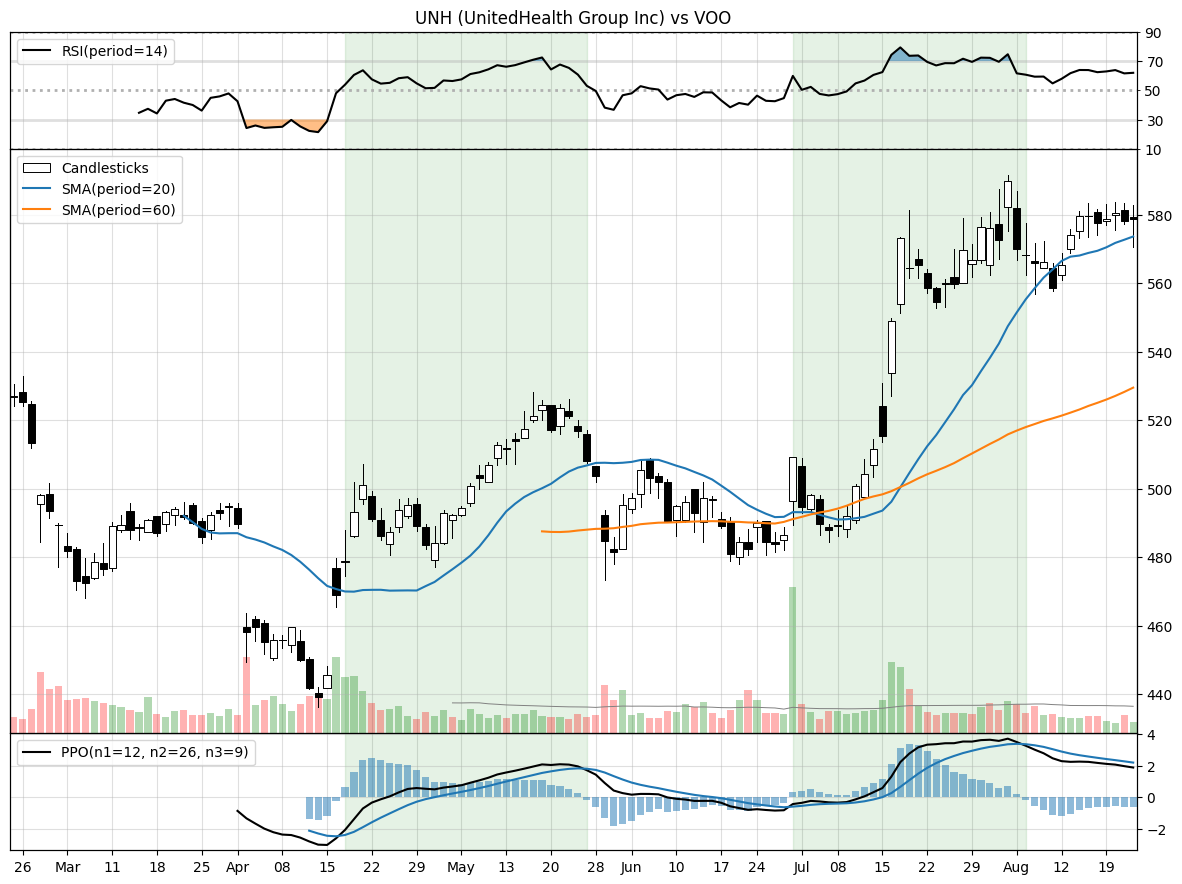 UNH (UnitedHealth Group Inc) vs VOO
RSI(period=14)
90
70
50
30
10
Candlesticks
SMA(period=20)
SMA(period=60)
580
560
540
520
500
480
460
440
PPO(n1=12, n2=26, n3=9)
4
2
0
−2
26 Mar 11 18 25 Apr 08 22 29 May 13 20 28 Jun 10 17 24 Jul 08 15 22 29 Aug 12 19